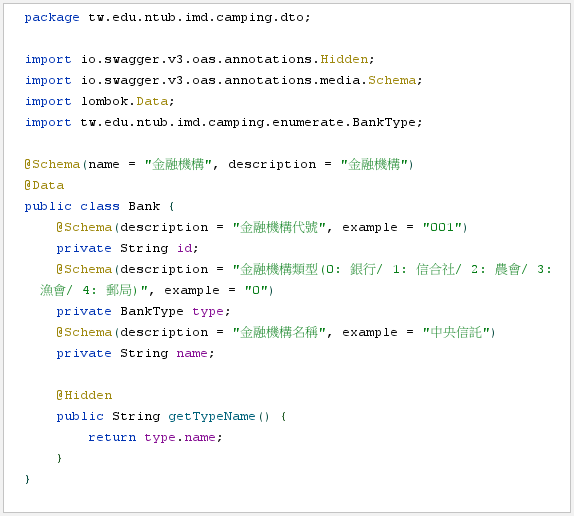 package tw.edu.ntub.imd.camping.dto;

import io.swagger.v3.oas.annotations.Hidden;
import io.swagger.v3.oas.annotations.media.Schema;
import lombok.Data;
import tw.edu.ntub.imd.camping.enumerate.BankType;

@Schema(name = "金融機構", description = "金融機構")
@Data
public class Bank {
    @Schema(description = "金融機構代號", example = "001")
    private String id;
    @Schema(description = "金融機構類型(0: 銀行/ 1: 信合社/ 2: 農會/ 3:
  漁會/ 4: 郵局)", example = "0")
    private BankType type;
    @Schema(description = "金融機構名稱", example = "中央信託")
    private String name;

    @Hidden
    public String getTypeName() {
        return type.name;
    }
}